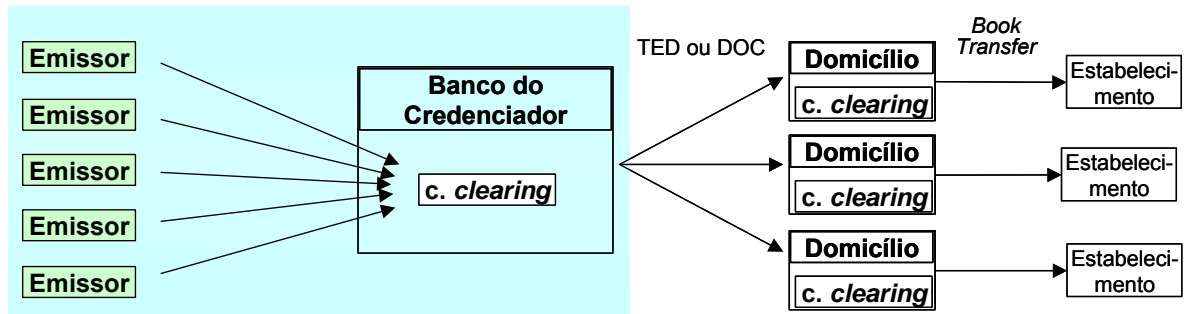 Emissor
Emissor
Emissor
Emissor
Emissor
Banco do
Credenciador
c. clearing
TED ou DOC
Book
Transfer
Domicílio
c. clearing
Domicílio
c. clearing
Domicílio
c. clearing
Estabeleci-
mento
Estabeleci-
mento
Estabeleci-
mento